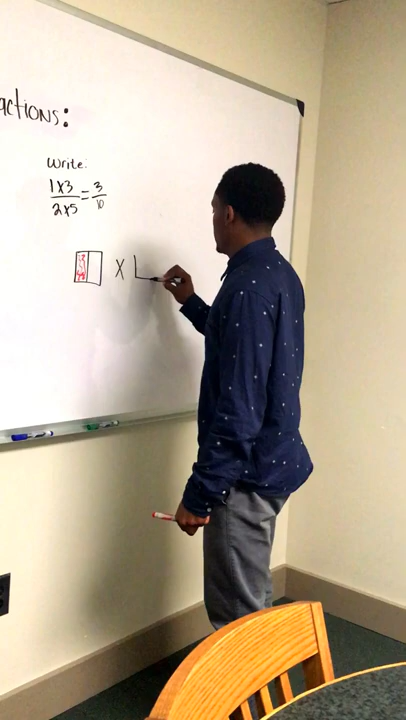 actions:
Write:
1x3 = 3
2x5 10
X